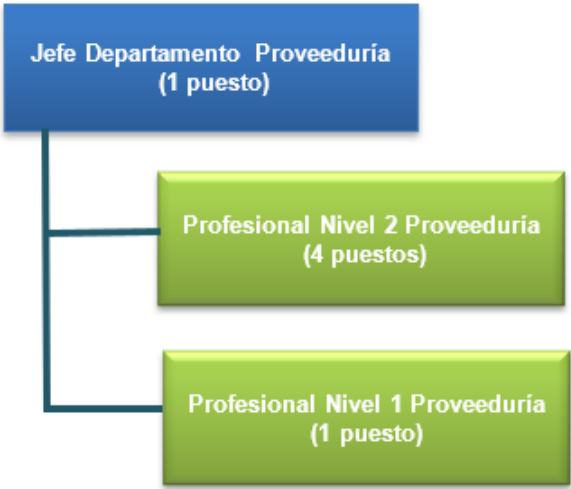 Jefe Departamento Proveeduría
(1 puesto)
Profesional Nivel 2 Proveeduría
(4 puestos)
Profesional Nivel 1 Proveeduría
(1 puesto)